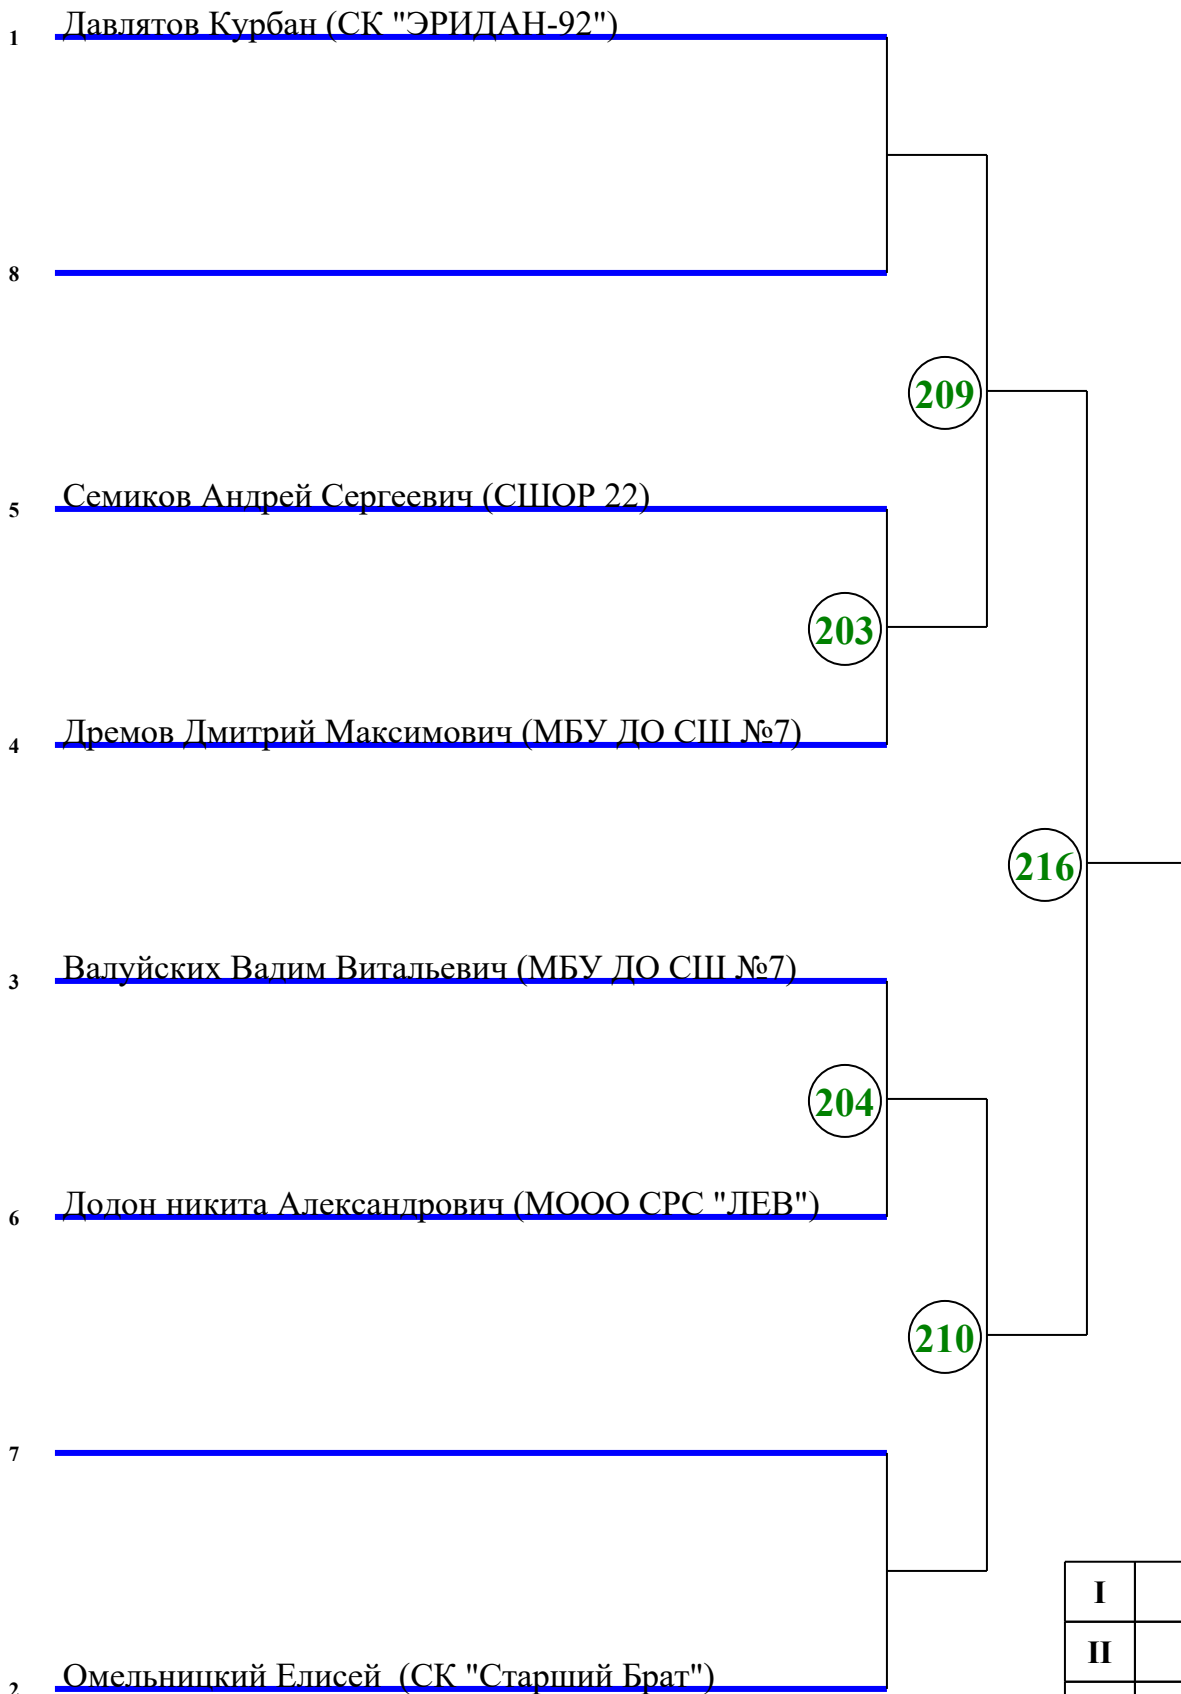 1 Давлятов Курбан (СК "ЭРИДАН-92")
8
209
5 Семиков Андрей Сергеевич (СШОР 22)
203
4 Дремов Дмитрий Максимович (МБУ ДО СШ №7)
216
3 Валуйских Вадим Витальевич (МБУ ДО СШ №7)
204
6 Додон никита Александрович (МООО СРС "ЛЕВ")
210
7
I
II
2 Омельницкий Елисей (СК "Старший Брат")